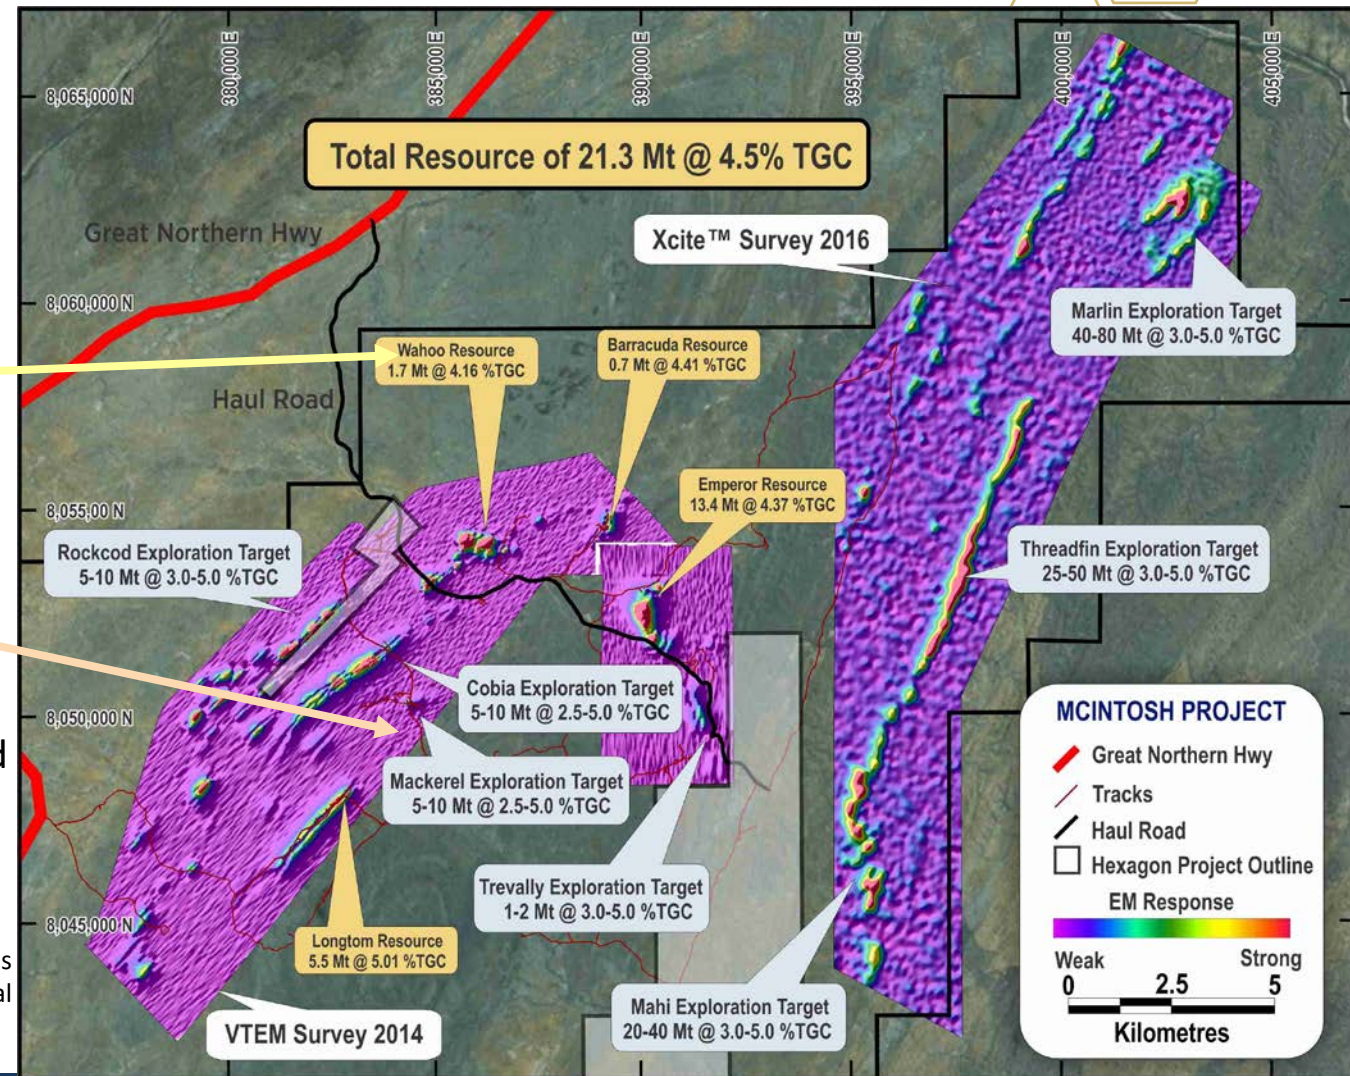 380,000 E
385,000 E
390,000 E
395,000 E
400,000 E
405,000 E
8,065,000 N
Total Resource of 21.3 Mt @ 4.5% TGC
Great Northern Hwy
Xcite™ Survey 2016
8,060,000 N
Marlin Exploration Target
40-80 Mt @ 3.0-5.0 %TGC
Wahoo Resource
1.7 Mt @ 4.16 %TGC
Barracuda Resource
0.7 Mt @ 4.41 %TGC
Haul Road
Emperor Resource
13.4 Mt @ 4.37 %TGC
8,055,00 N
Rockcod Exploration Target
5-10 Mt @ 3.0-5.0 %TGC
Threadfin Exploration Target
25-50 Mt @ 3.0-5.0 %TGC
Cobia Exploration Target
5-10 Mt @ 2.5-5.0 %TGC
8,050,000 N
Mackerel Exploration Target
5-10 Mt @ 2.5-5.0 %TGC
Trevally Exploration Target
1-2 Mt @ 3.0-5.0 %TGC
8,045,000 N
Longtom Resource
5.5 Mt @ 5.01 %TGC
VTEM Survey 2014
Mahi Exploration Target
20-40 Mt @ 3.0-5.0 %TGC
MCINTOSH PROJECT
Great Northern Hwy
Tracks
Haul Road
Hexagon Project Outline
EM Response
Weak Strong
0 2.5 5
Kilometres